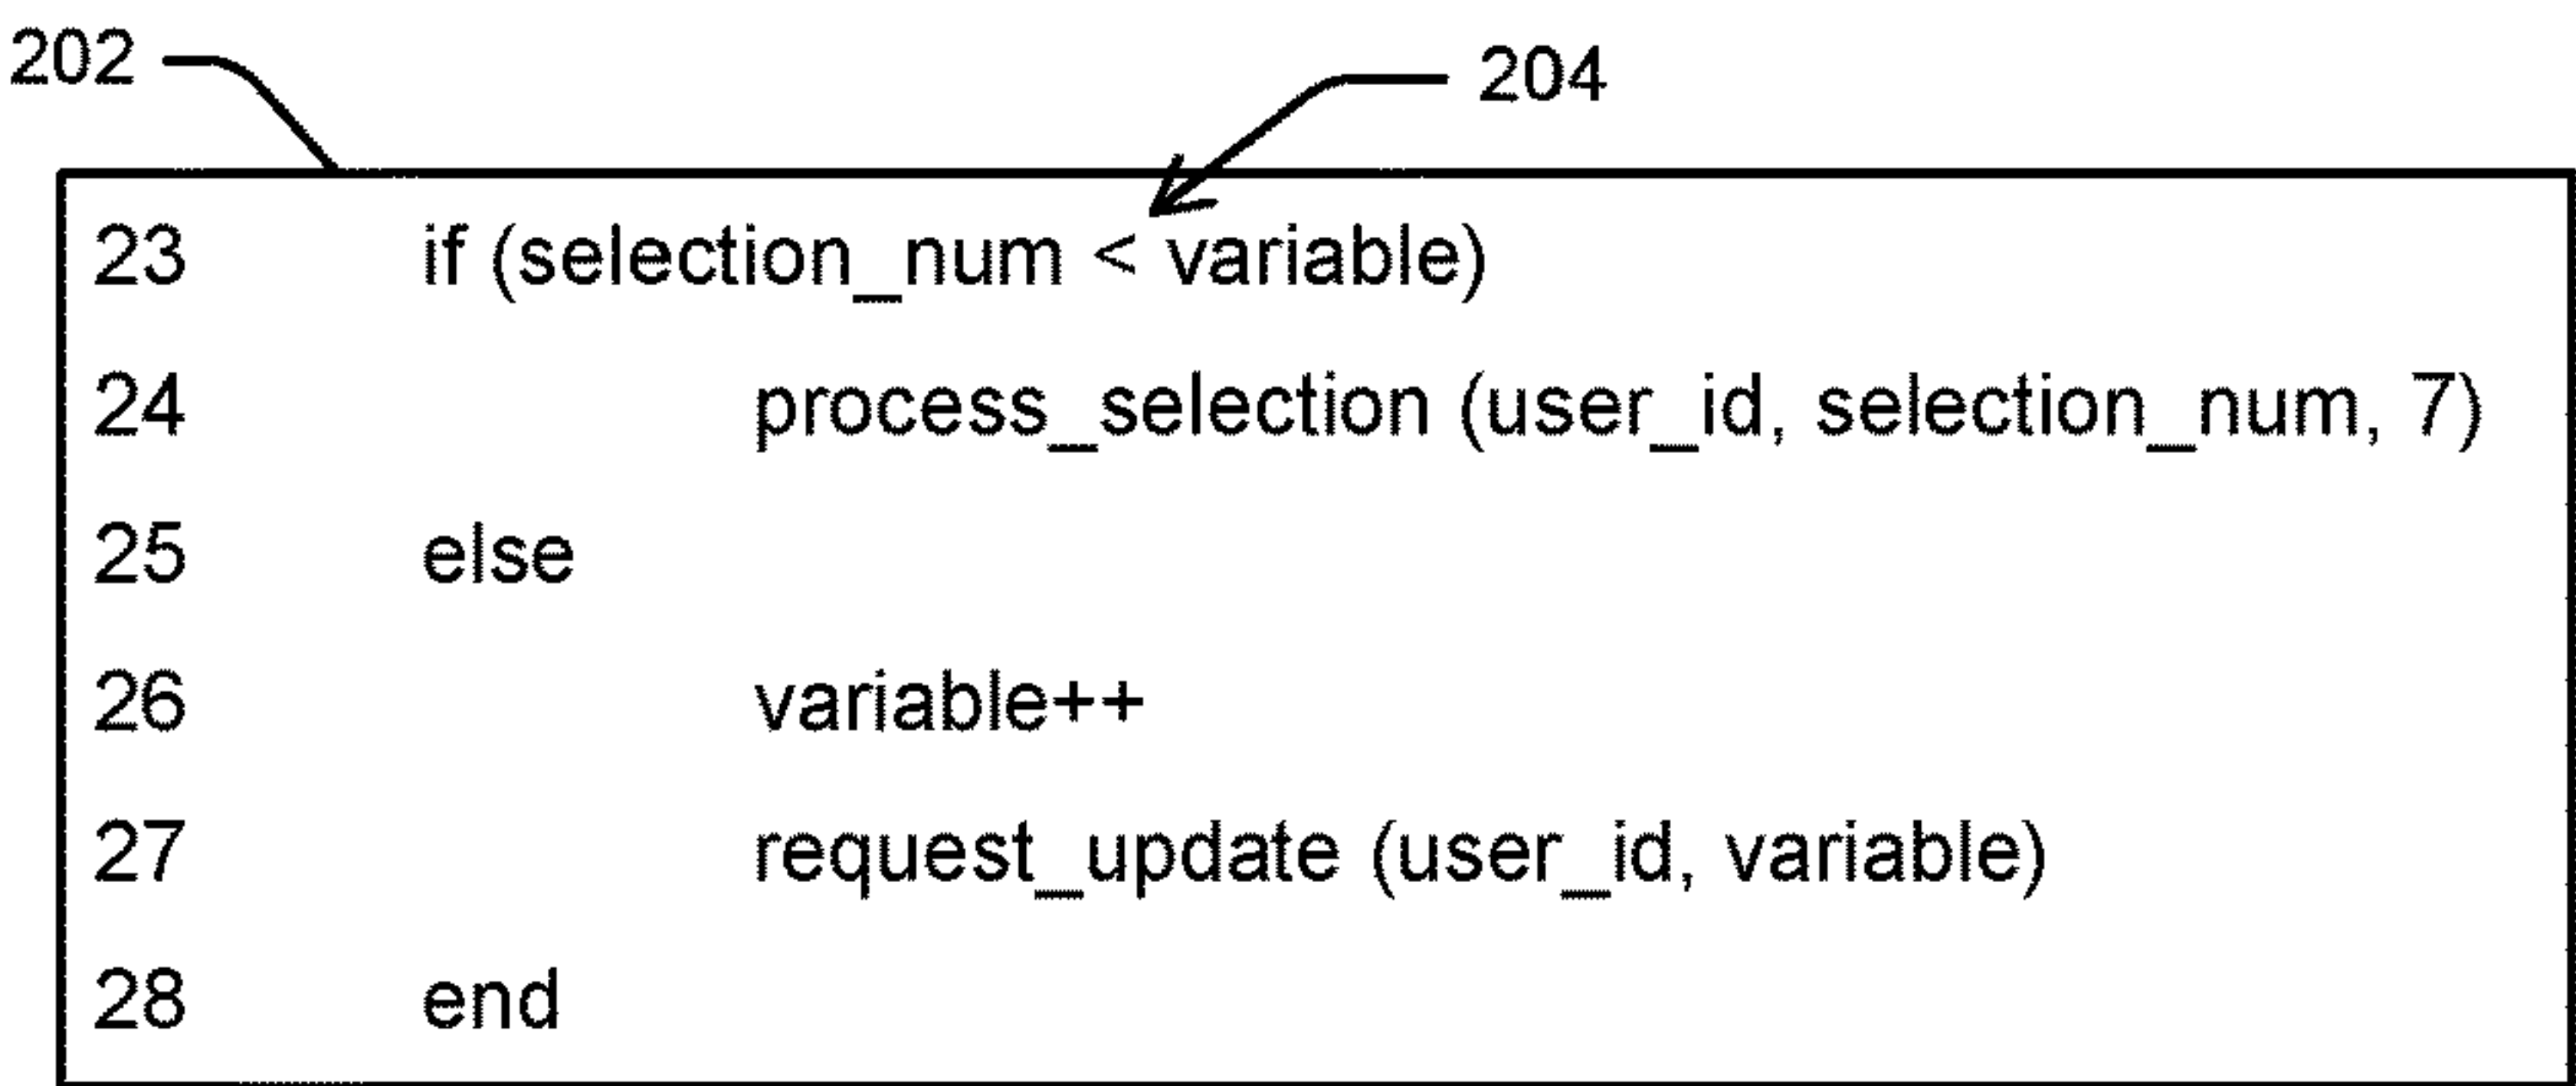 202 204
23 if (selection_num < variable)
24 process_selection (user_id, selection_num, 7)
25 else
26 variable++
27 request_update (user_id, variable)
28 end